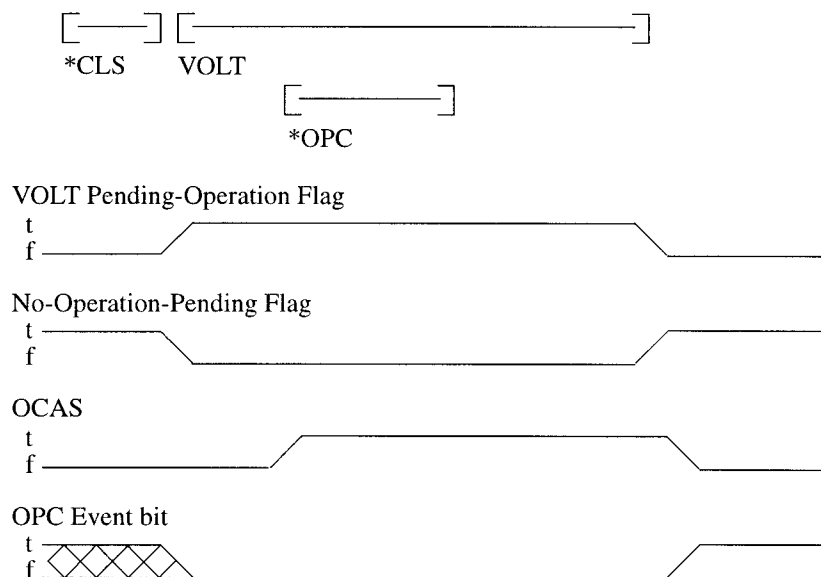 *CLS VOLT
*OPC
VOLT Pending-Operation Flag
t
f
No-Operation-Pending Flag
t
f
OCAS
t
f
OPC Event bit
t
f